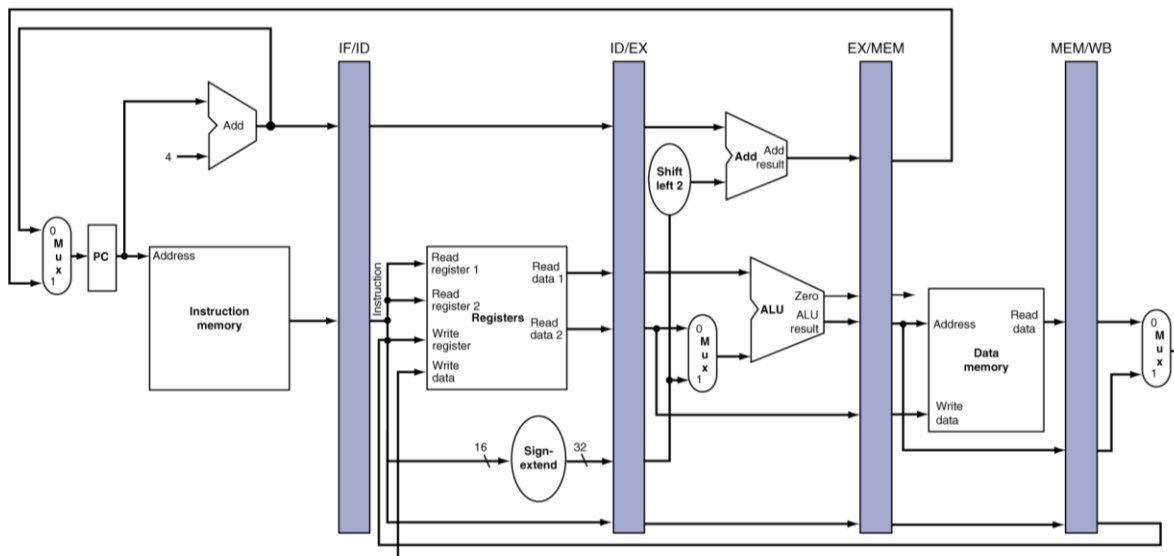 IF/ID
ID/EX
EX/MEM
MEM/WB
Add
4
Shift
left 2
Add
Add
result
0
M
u
x
1
PC
Address
Instruction
memory
Instruction
Read
register 1
Read
register 2
Write
register
Write
data
Registers
Read
data 1
Read
data 2
0
M
u
x
1
Zero
ALU
ALU
result
Address
Read
data
Data
memory
Write
data
0
M
u
x
1
16
Sign-
extend
32